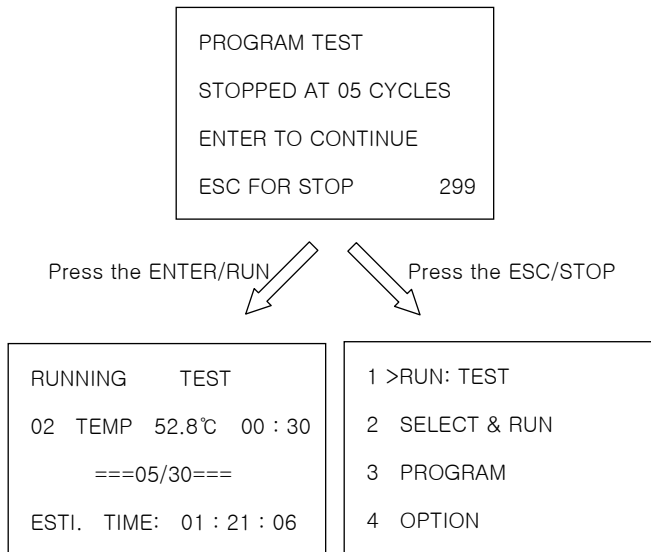 PROGRAM TEST
STOPPED AT 05 CYCLES
ENTER TO CONTINUE
ESC FOR STOP 299
Press the ENTER/RUN
Press the ESC/STOP
RUNNING TEST
02 TEMP 52.8℃ 00 : 30
===05/30===
ESTI. TIME: 01 : 21 : 06
1 >RUN: TEST
2 SELECT & RUN
3 PROGRAM
4 OPTION